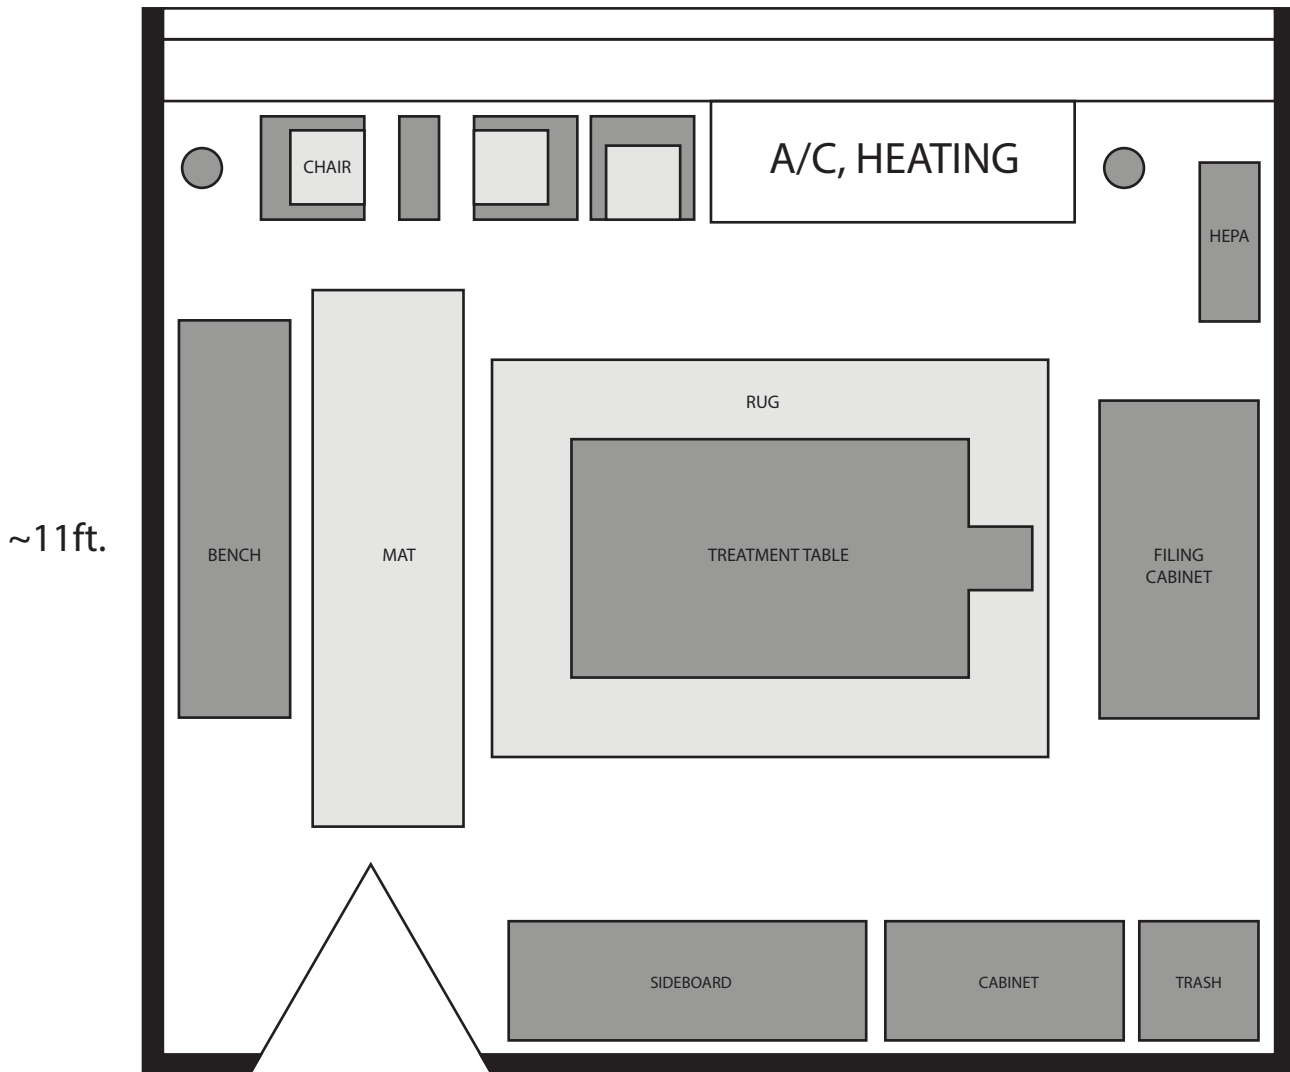 CHAIR
A/C, HEATING
HEPA
RUG
~11ft.
BENCH
MAT
TREATMENT TABLE
FILING
CABINET
SIDEBOARD
CABINET
TRASH